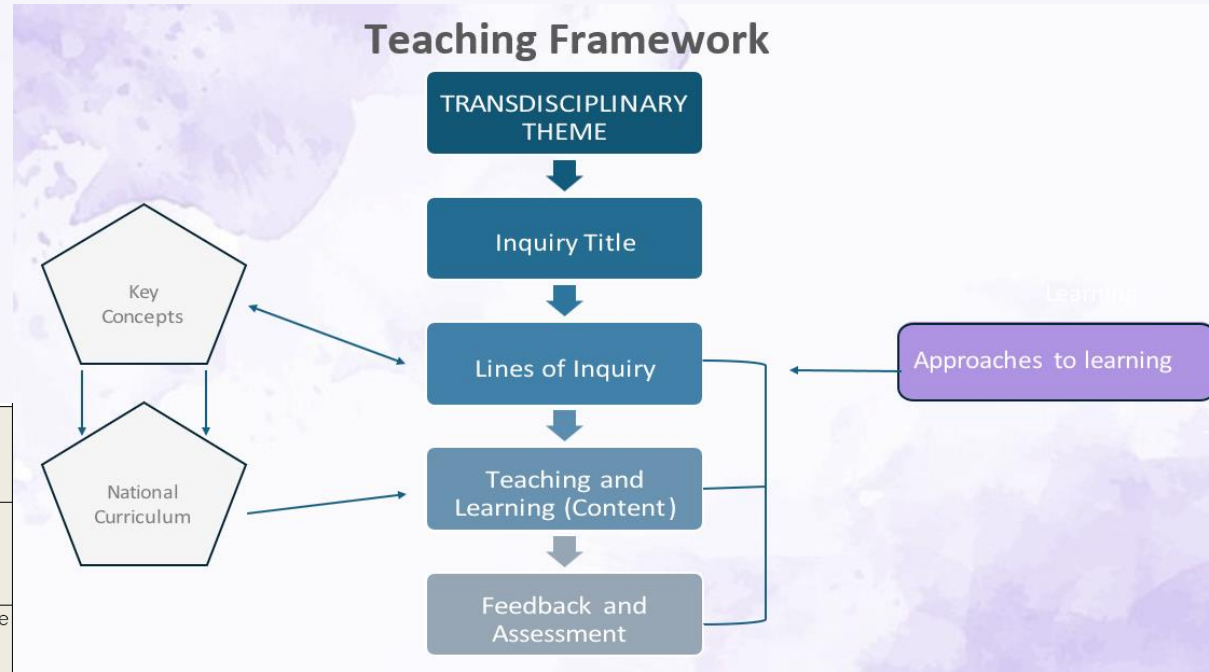 Teaching Framework
TRANSDISCIPLINARY
THEME
Inquiry Title
Key
Concepts
Learning
Lines of Inquiry
Approaches to learning
National
Curriculum
Teaching and
Learning (Content)
Feedback and
Assessment
e